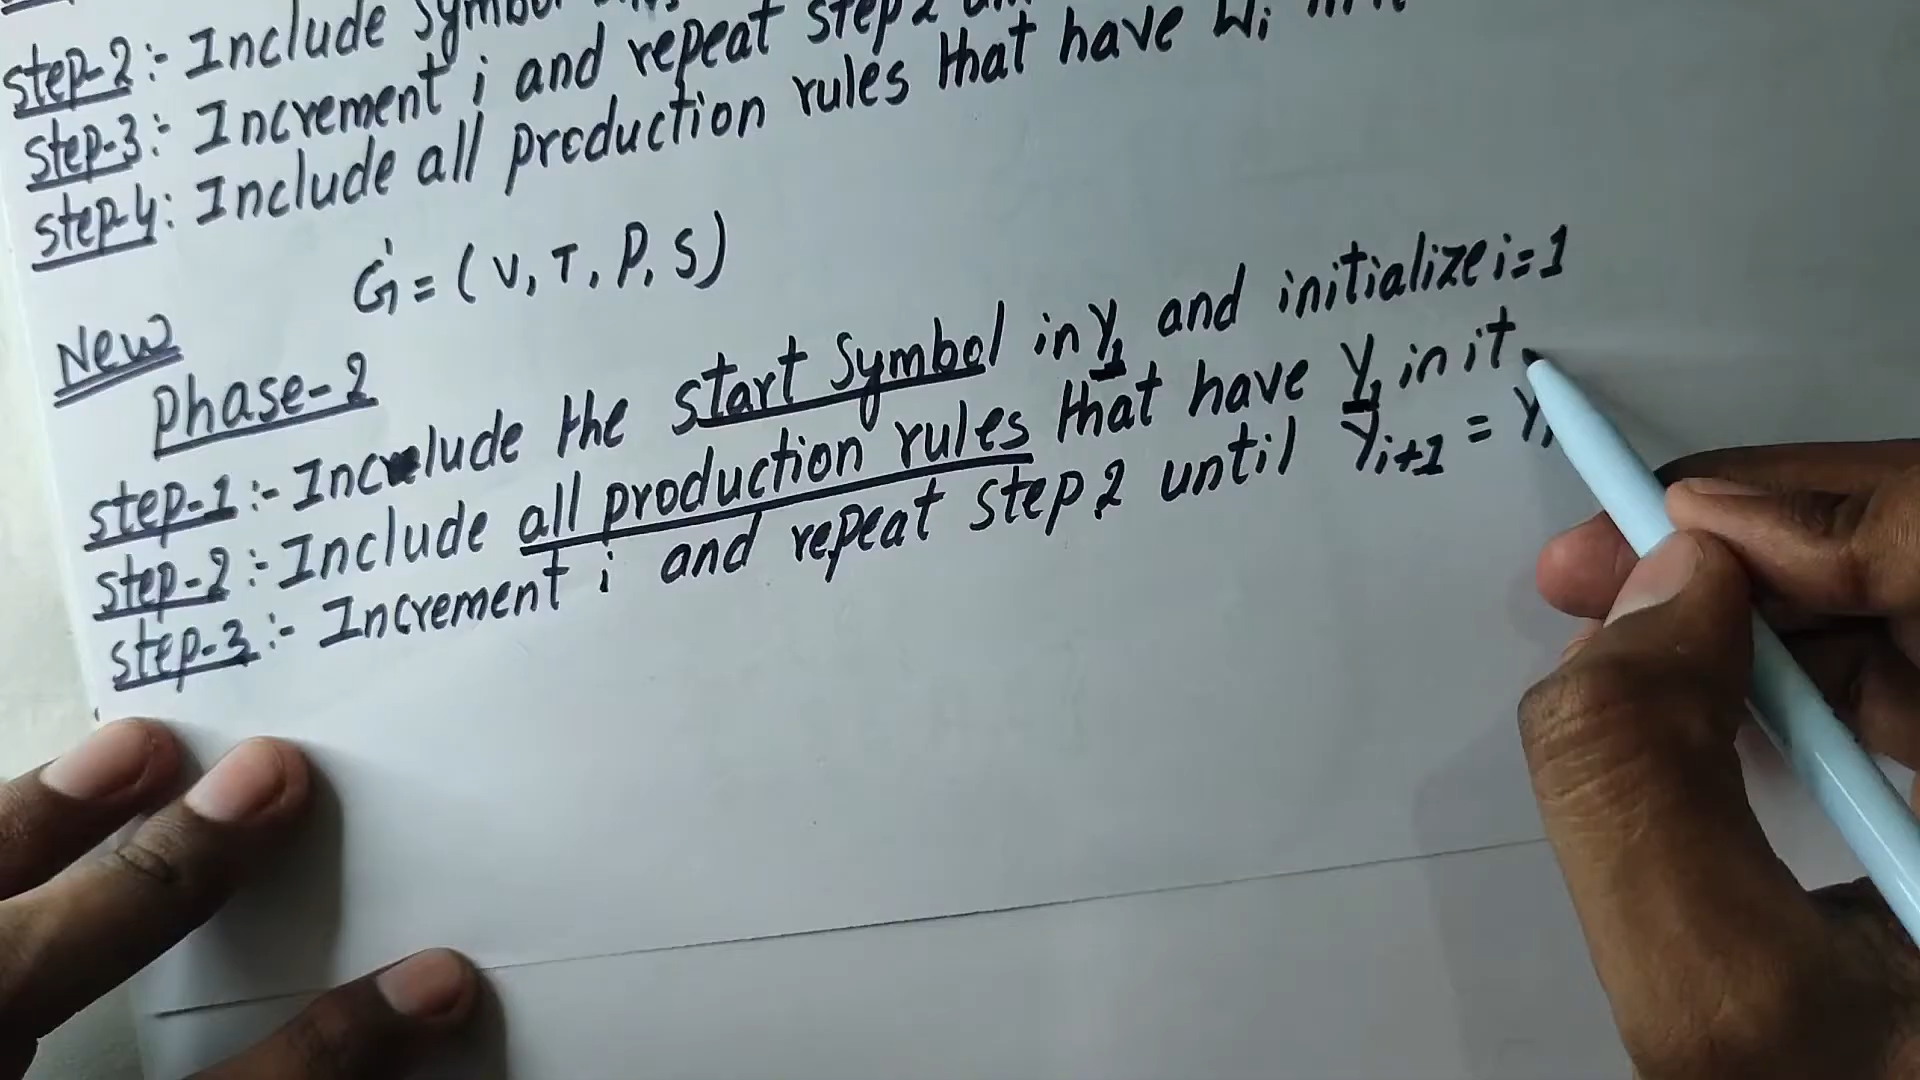 step-2:- Include Symbol
step-3:- Increment i and repeat step 2
step-4: Include all production rules that have Wi
G' = (V, T, P, S)
New
Phase-2
step-1:- Include the start Symbol in Y1 and initialize i=1
step-2:- Include all production rules that have Y1 in it.
step-3:- Increment i and repeat step 2 until Yi+1 = Yi